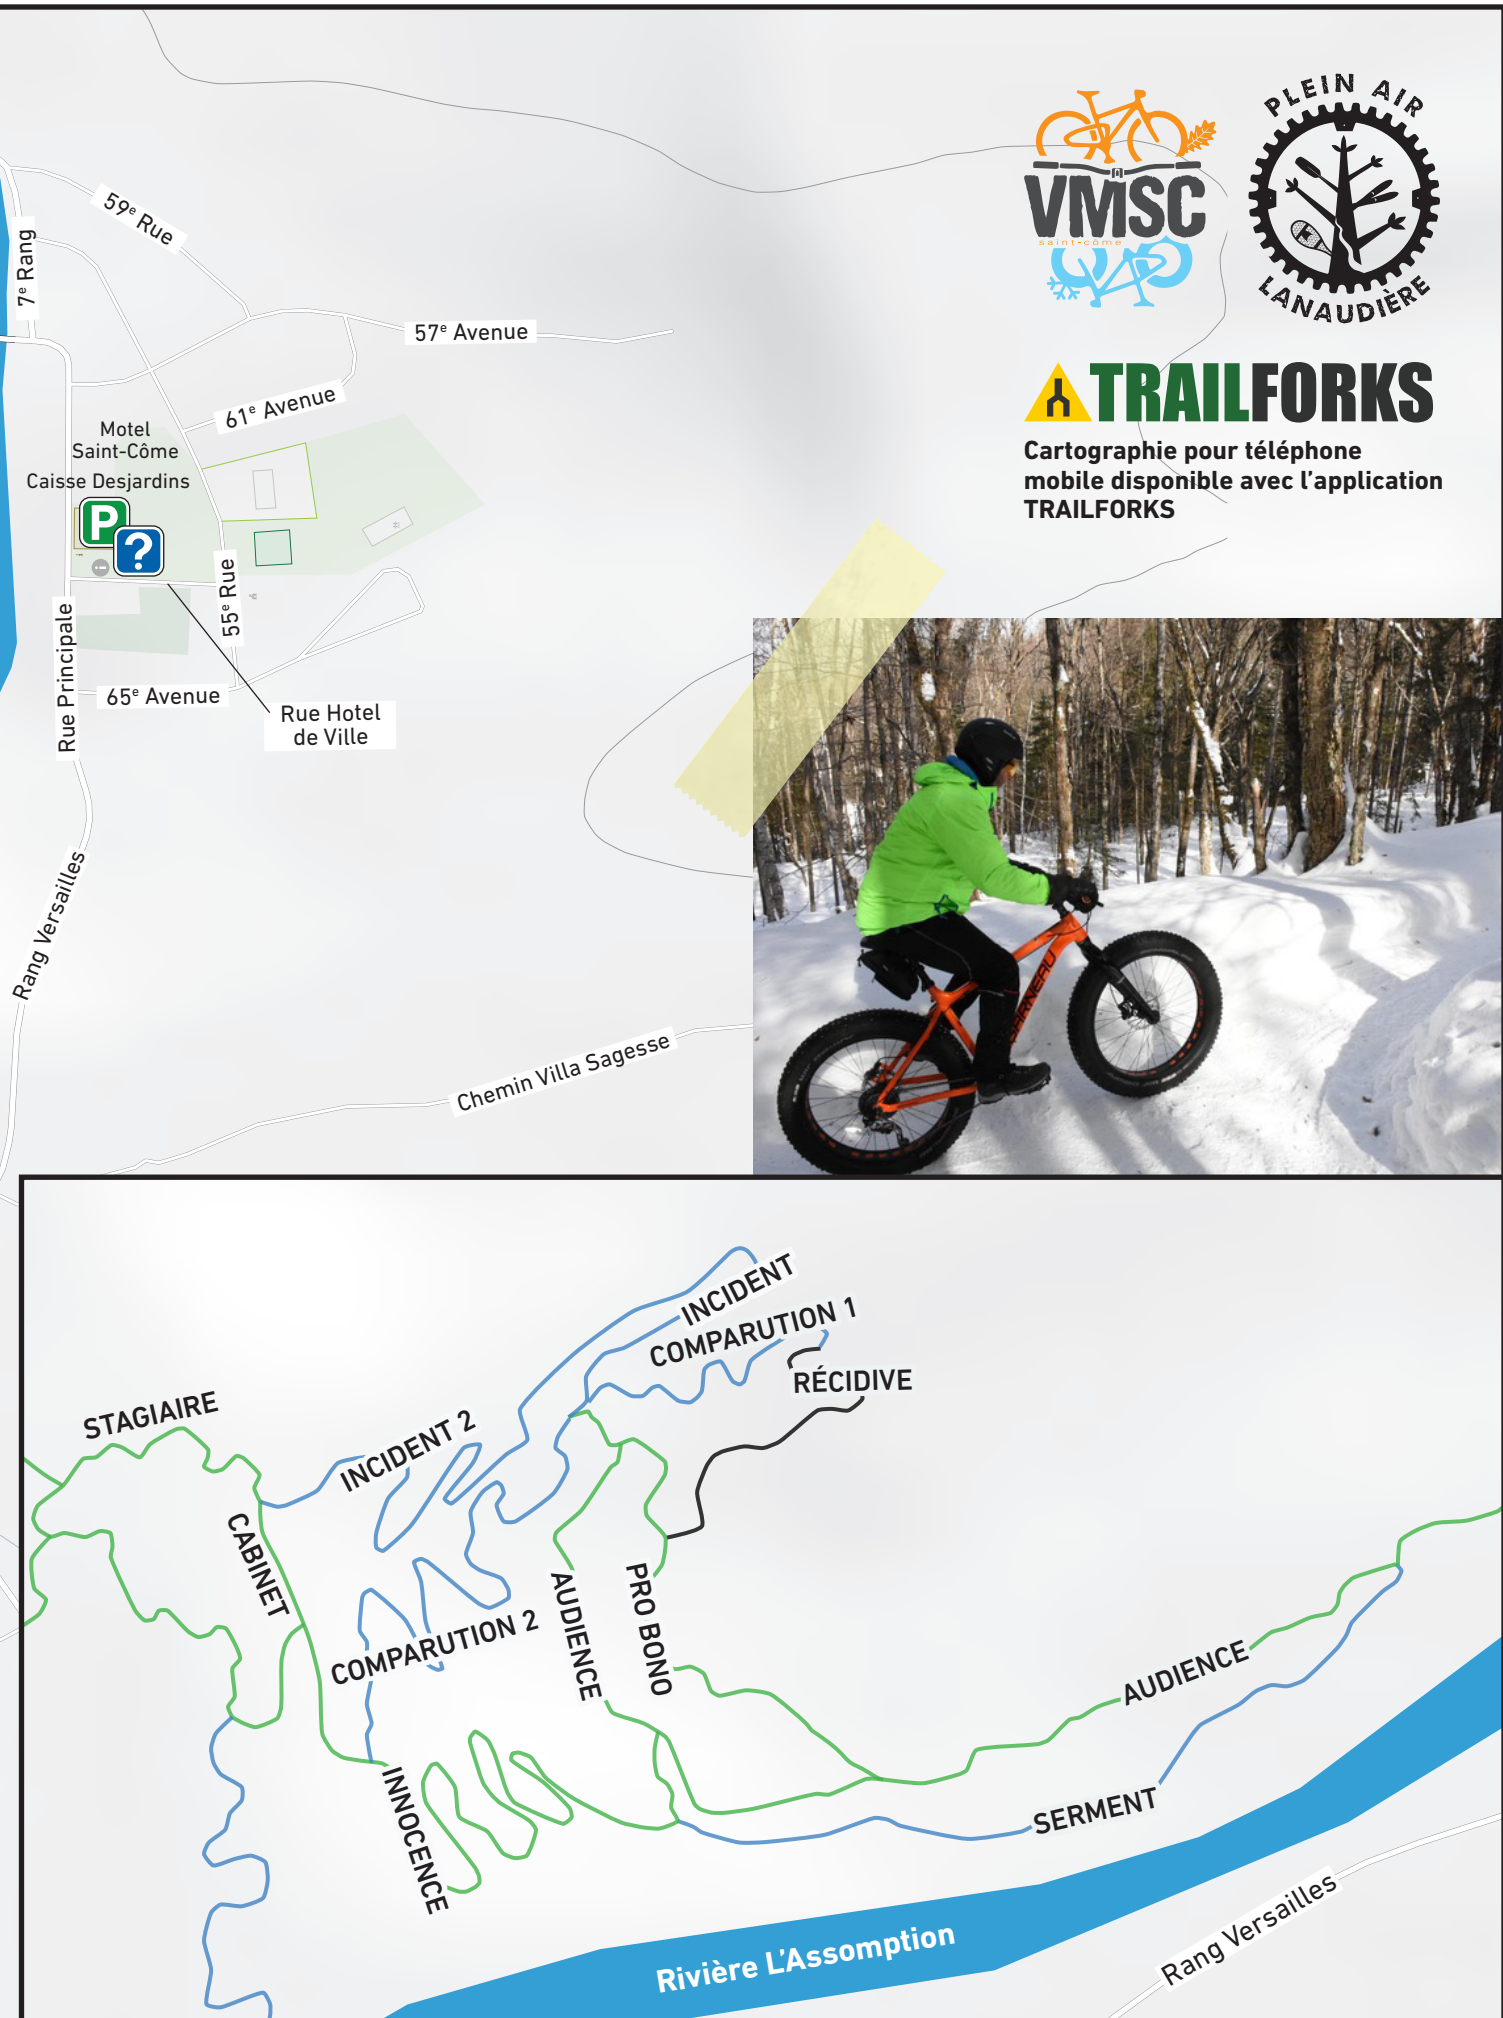 PLEIN AIR
LANAUDIÈRE
VMSC
saint-côme
TRAILFORKS
Cartographie pour téléphone
mobile disponible avec l'application
TRAILFORKS
59e Rue
7e Rang
57e Avenue
61e Avenue
Motel
Saint-Côme
Caisse Desjardins
P
?
55e Rue
Rue Principale
65e Avenue
Rue Hotel
de Ville
Rang Versailles
Chemin Villa Sagesse
GARNEAU
INCIDENT
COMPARUTION 1
RÉCIDIVE
STAGIAIRE
INCIDENT 2
CABINET
COMPARUTION 2
AUDIENCE
PRO BONO
AUDIENCE
INNOCENCE
SERMENT
Rivière L'Assomption
Rang Versailles